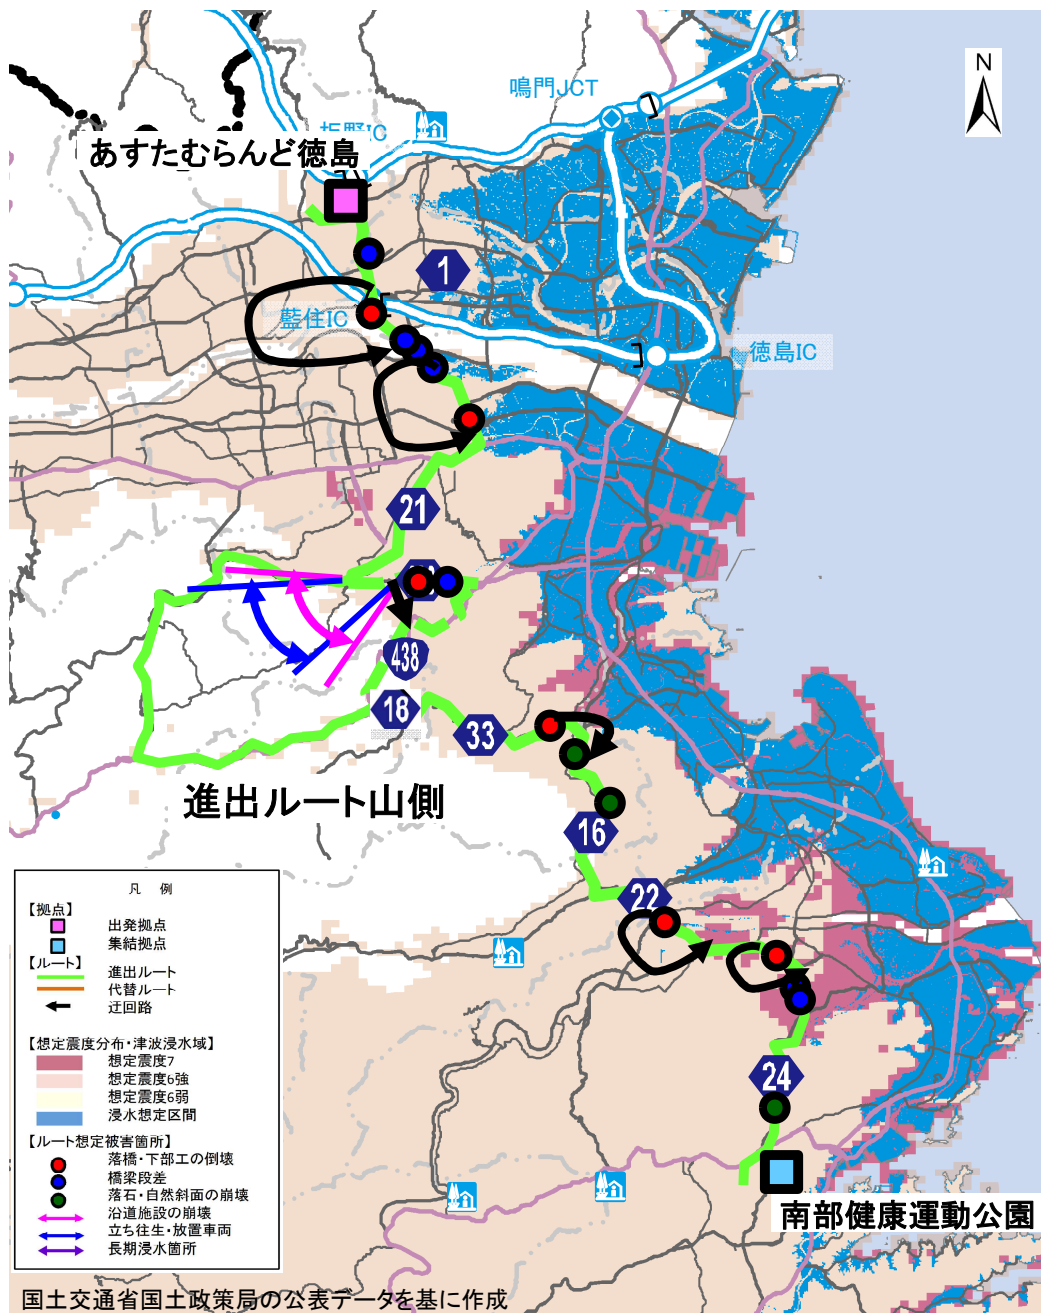 鳴門JCT
N
板野IC
あすたむらんど徳島
1
藍住IC
徳島IC
21
438
18
33
進出ルート山側
16
22
24
南部健康運動公園
凡 例
【拠点】
出発拠点
集結拠点
【ルート】
進出ルート
代替ルート
迂回路
【想定震度分布・津波浸水域】
想定震度7
想定震度6強
想定震度6弱
浸水想定区間
【ルート想定被害箇所】
落橋・下部工の倒壊
橋梁段差
落石・自然斜面の崩壊
沿道施設の崩壊
立ち往生・放置車両
長期浸水箇所
国土交通省国土政策局の公表データを基に作成